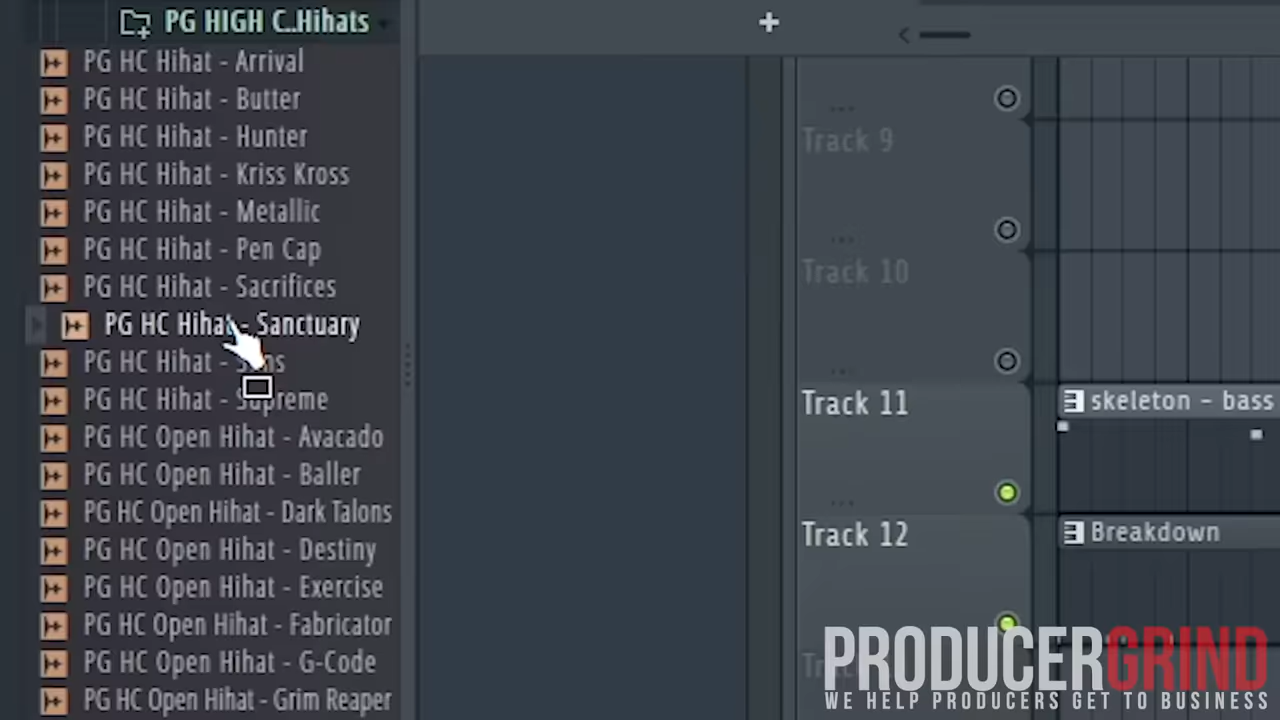 PG HIGH C..Hihats
PG HC Hihat - Arrival
PG HC Hihat - Butter
PG HC Hihat - Hunter
PG HC Hihat - Kriss Kross
PG HC Hihat - Metallic
PG HC Hihat - Pen Cap
PG HC Hihat - Sacrifices
PG HC Hihat - Sanctuary
PG HC Hihat -
PG HC Hihat - Supreme
PG HC Open Hihat - Avacado
PG HC Open Hihat - Baller
PG HC Open Hihat - Dark Talons
PG HC Open Hihat - Destiny
PG HC Open Hihat - Exercise
PG HC Open Hihat - Fabricator
PG HC Open Hihat - G-Code
PG HC Open Hihat - Grim Reaper
Track 9
Track 10
Track 11
skeleton - bass
Track 12
Breakdown
PRODUCERGRIND
WE HELP PRODUCERS GET TO BUSINESS